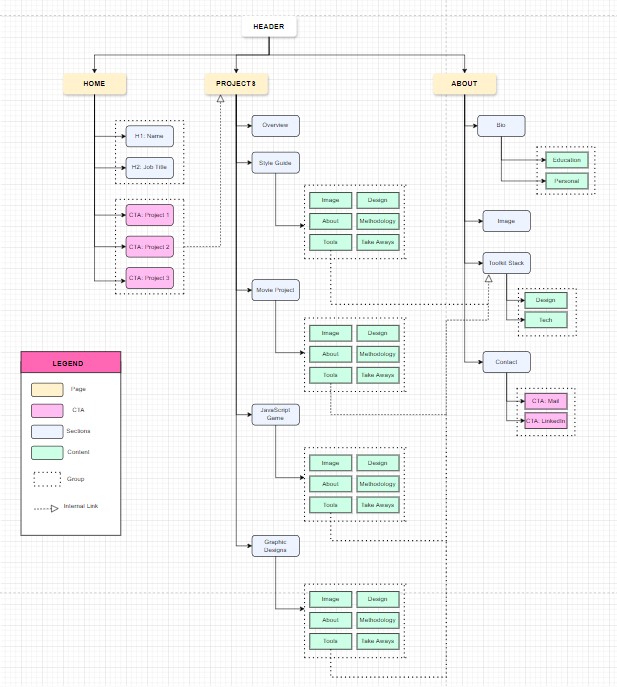 HEADER
HOME
PROJECTS
ABOUT
H1: Name
H2: Job Title
CTA: Project 1
CTA: Project 2
CTA: Project 3
Overview
Style Guide
Image
Design
About
Methodology
Tools
Take Aways
Movie Project
Image
Design
About
Methodology
Tools
Take Aways
JavaScript
Game
Image
Design
About
Methodology
Tools
Take Aways
Graphic
Designs
Image
Design
About
Methodology
Tools
Take Aways
Bio
Education
Personal
Image
Toolkit Stack
Design
Tech
Contact
CTA: Mail
CTA: LinkedIn
LEGEND
Page
CTA
Sections
Content
Group
Internal Link